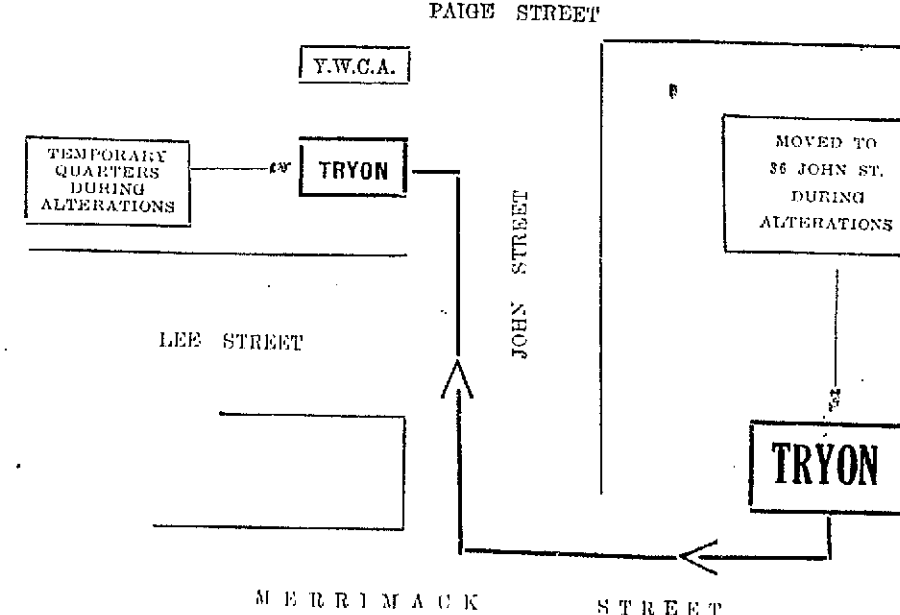 PAIGE STREET
Y.W.C.A.
TEMPORARY
QUARTERS
DURING
ALTERATIONS
TRYON
MOVED TO
36 JOHN ST.
DURING
ALTERATIONS
JOHN STREET
LEE STREET
TRYON
MERRIMACK STREET